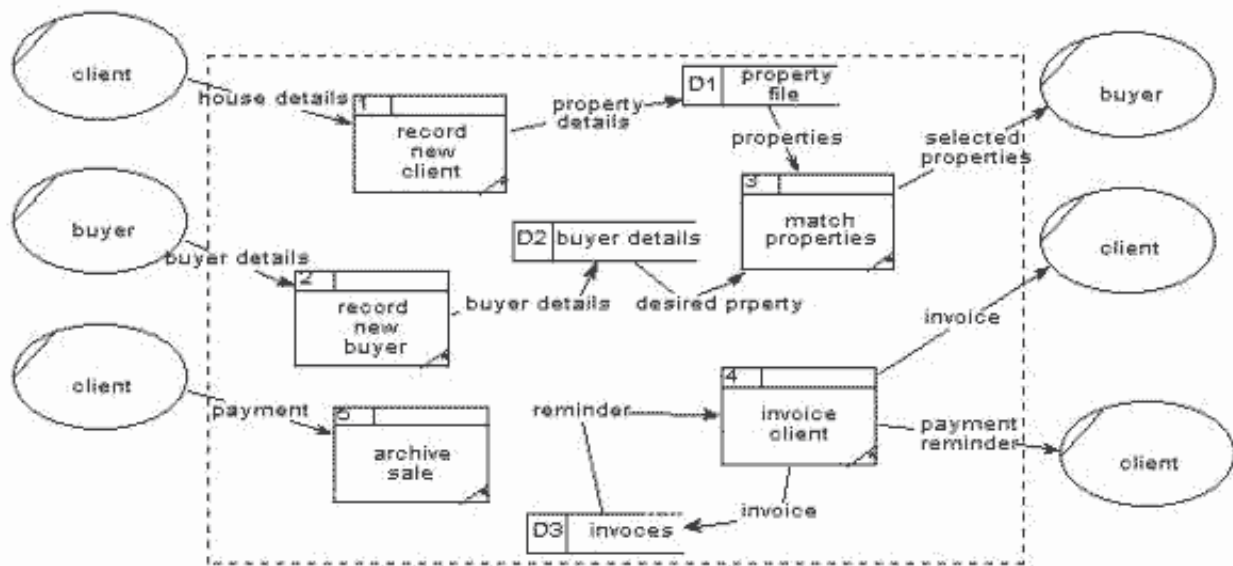 client
house details
1
record
new
client
property
details
D1
property
file
properties
selected
properties
buyer
buyer
buyer details
2
record
new
buyer
buyer details
D2
buyer details
desired prperty
3
match
properties
client
invoice
client
payment
5
archive
sale
reminder
4
invoice
client
payment
reminder
client
invoice
D3
invoces